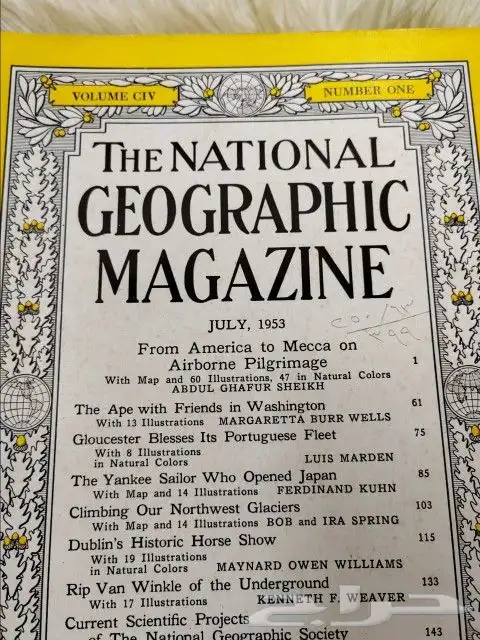 VOLUME CIV
NUMBER ONE
THE NATIONAL
GEOGRAPHIC
MAGAZINE
JULY, 1953
From America to Mecca on
Airborne Pilgrimage 1
With Map and 60 Illustrations, 47 in Natural Colors
ABDUL GHAFUR SHEIKH
The Ape with Friends in Washington 61
With 13 Illustrations MARGARETTA BURR WELLS
Gloucester Blesses Its Portuguese Fleet 75
With 8 Illustrations
in Natural Colors LUIS MARDEN
The Yankee Sailor Who Opened Japan 85
With Map and 14 Illustrations FERDINAND KUHN
Climbing Our Northwest Glaciers 103
With Map and 14 Illustrations BOB and IRA SPRING
Dublin's Historic Horse Show 115
With 19 Illustrations
in Natural Colors MAYNARD OWEN WILLIAMS
Rip Van Winkle of the Underground 133
With 17 Illustrations KENNETH F. WEAVER
Current Scientific Projects
of The National Geographic Society 143
حراج